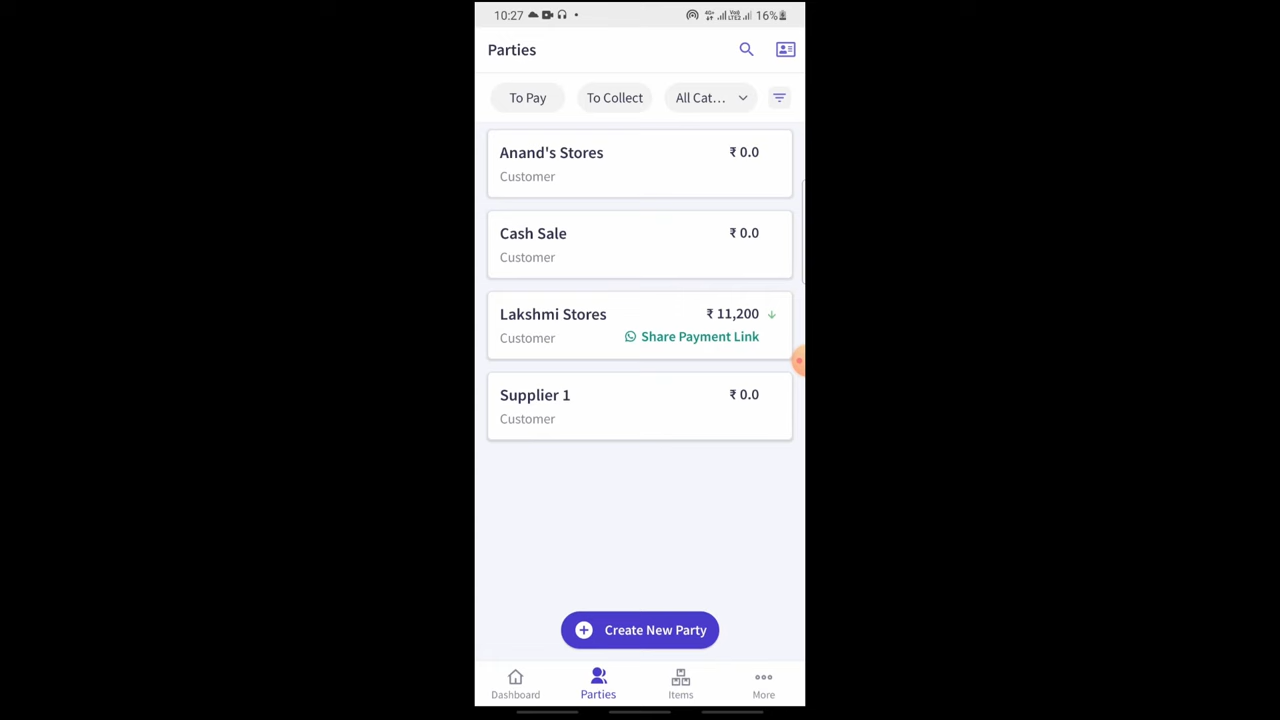 10:27
16%
Parties
To Pay
To Collect
All Cat...
Anand's Stores
₹ 0.0
Customer
Cash Sale
₹ 0.0
Customer
Lakshmi Stores
₹ 11,200
Customer
Share Payment Link
Supplier 1
₹ 0.0
Customer
Create New Party
Dashboard
Parties
Items
More